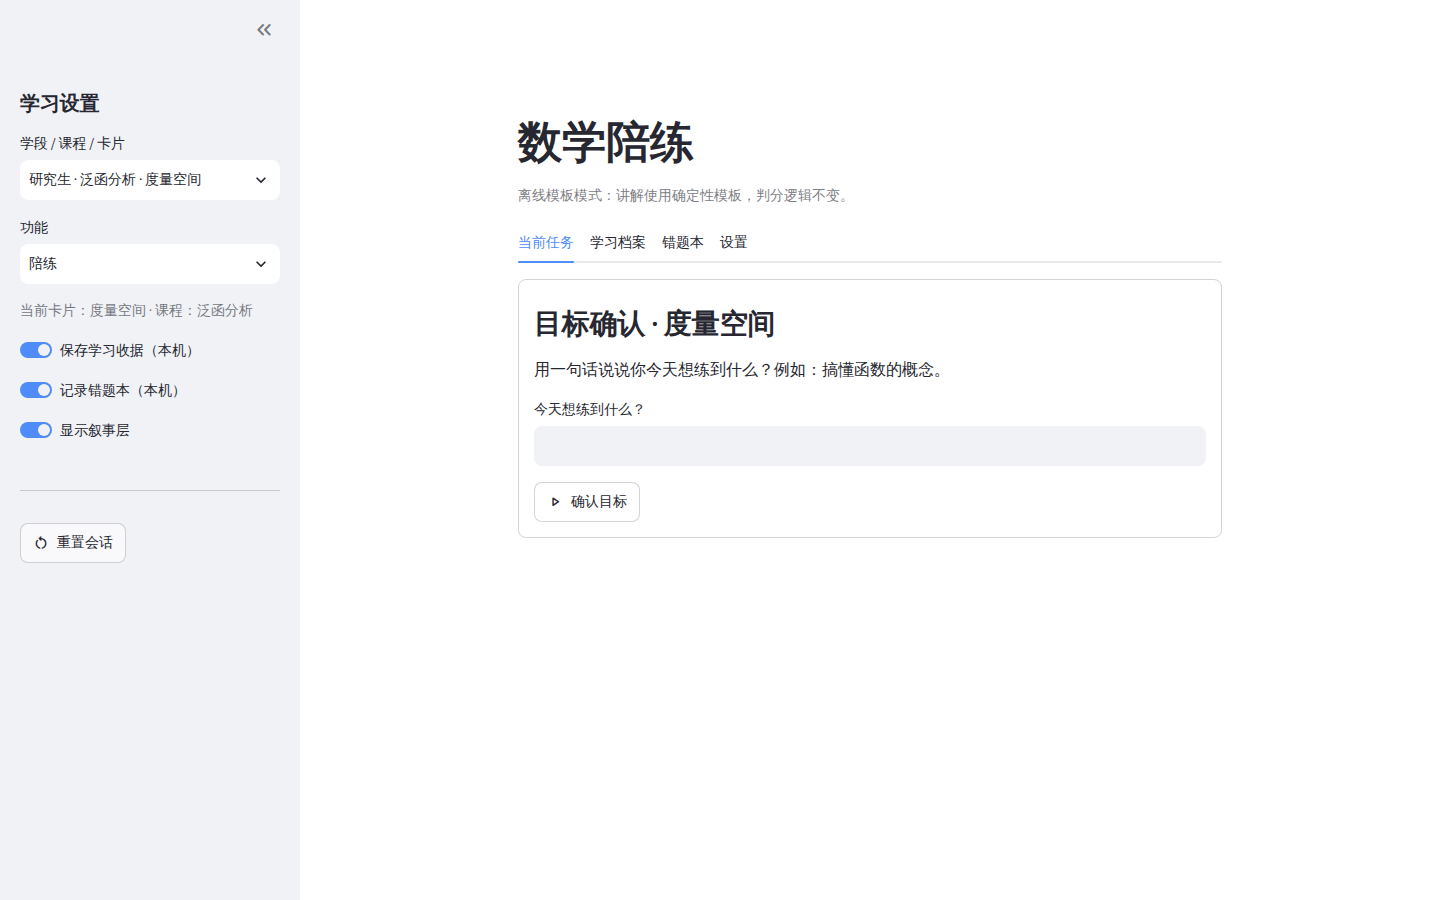 学习设置
学段 / 课程 / 卡片
研究生 · 泛函分析 · 度量空间
功能
陪练
当前卡片：度量空间 · 课程：泛函分析
保存学习收据（本机）
记录错题本（本机）
显示叙事层
重置会话
数学陪练
离线模板模式：讲解使用确定性模板，判分逻辑不变。
当前任务 学习档案 错题本 设置
目标确认 · 度量空间
用一句话说说你今天想练到什么？例如：搞懂函数的概念。
今天想练到什么？
确认目标